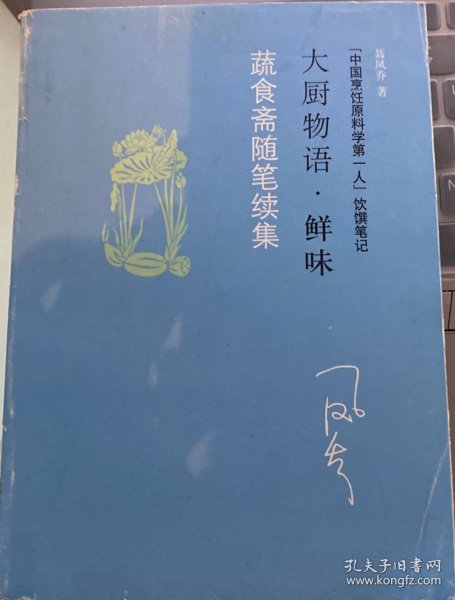 聂凤乔 著
「中国烹饪原料学第一人」饮馔笔记
大厨物语·鲜味
蔬食斋随笔续集
凤乔
孔夫子旧书网
www.kongfz.com